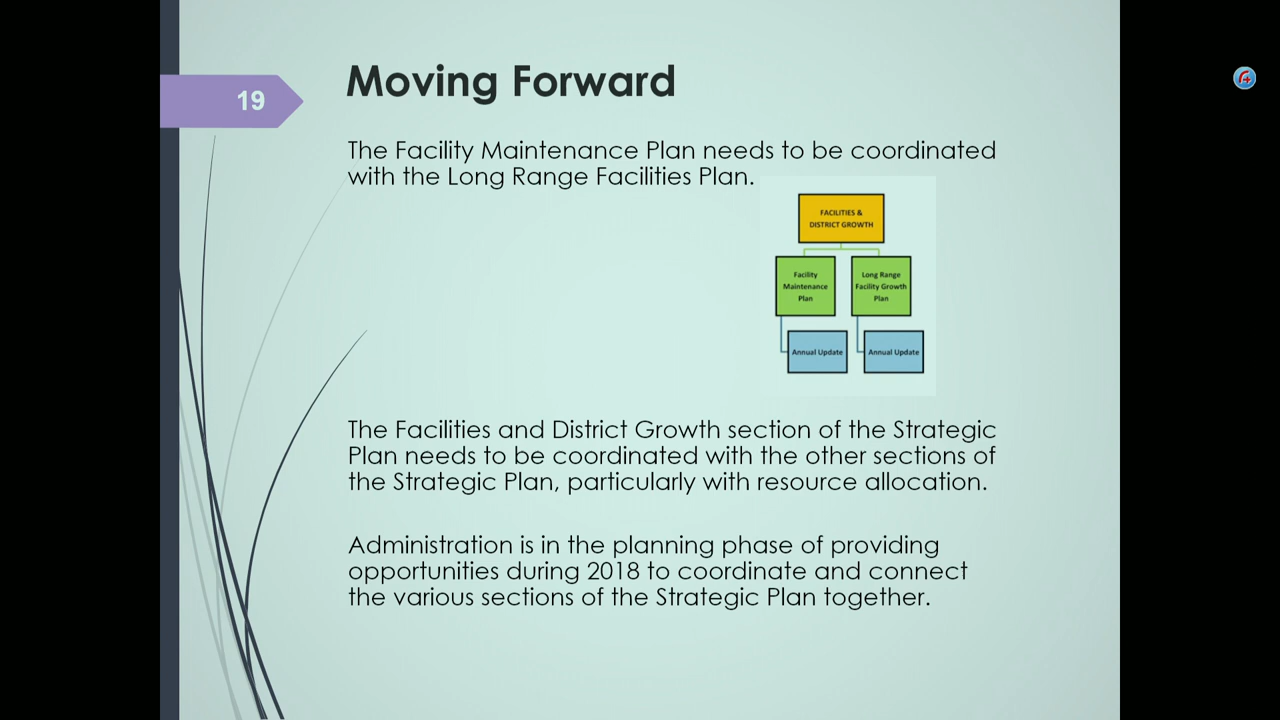 19
Moving Forward
The Facility Maintenance Plan needs to be coordinated
with the Long Range Facilities Plan.
FACILITIES &
DISTRICT GROWTH
Facility
Maintenance
Plan
Long Range
Facility Growth
Plan
Annual Update
Annual Update
The Facilities and District Growth section of the Strategic
Plan needs to be coordinated with the other sections of
the Strategic Plan, particularly with resource allocation.
Administration is in the planning phase of providing
opportunities during 2018 to coordinate and connect
the various sections of the Strategic Plan together.